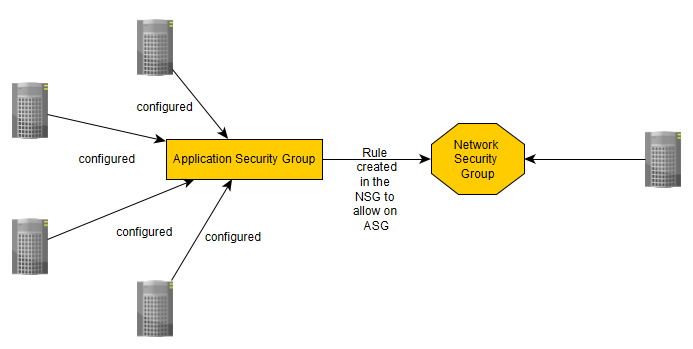 configured
configured
Application Security Group
configured
configured
Rule
created
in the
NSG to
allow on
ASG
Network
Security
Group